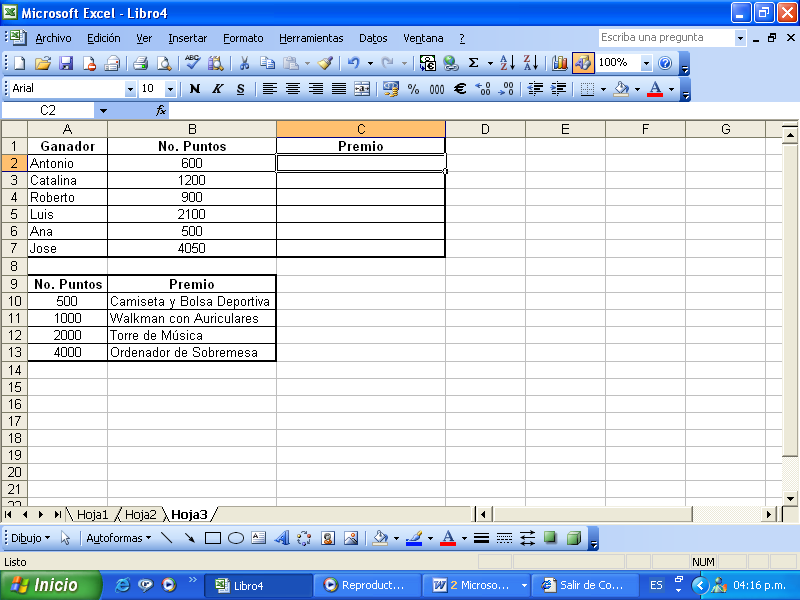 Microsoft Excel - Libro4
Archivo Edición Ver Insertar Formato Herramientas Datos Ventana ? Escriba una pregunta
100%
Arial 10 N K S % 000 €
C2 fx
A B C D E F G
1 Ganador No. Puntos Premio
2 Antonio 600
3 Catalina 1200
4 Roberto 900
5 Luis 2100
6 Ana 500
7 Jose 4050
8
9 No. Puntos Premio
10 500 Camiseta y Bolsa Deportiva
11 1000 Walkman con Auriculares
12 2000 Torre de Música
13 4000 Ordenador de Sobremesa
14
15
16
17
18
19
20
21
22
Hoja1 Hoja2 Hoja3
Dibujo Autoformas
Listo NUM
Inicio Libro4 Reproduct... 2 Microso... Salir de Co... ES 04:16 p.m.